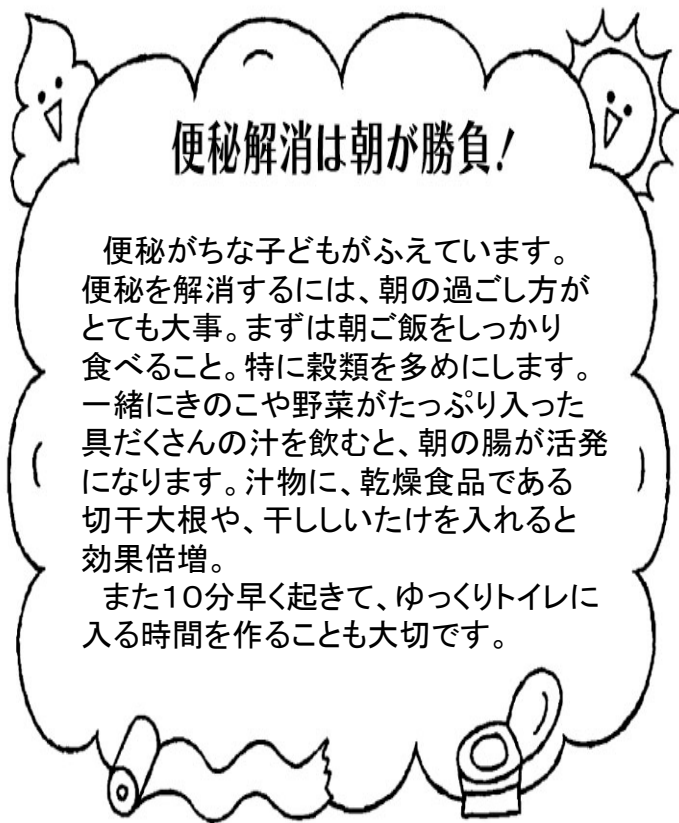 便秘解消は朝が勝負!
便秘がちな子どもがふえています。
便秘を解消するには、朝の過ごし方が
とても大事。まずは朝ご飯をしっかり
食べること。特に穀類を多めにします。
一緒にきのこや野菜がたっぷり入った
具だくさんの汁を飲むと、朝の腸が活発
になります。汁物に、乾燥食品である
切干大根や、干ししいたけを入れると
効果倍増。
また10分早く起きて、ゆっくりトイレに
入る時間を作ることも大切です。